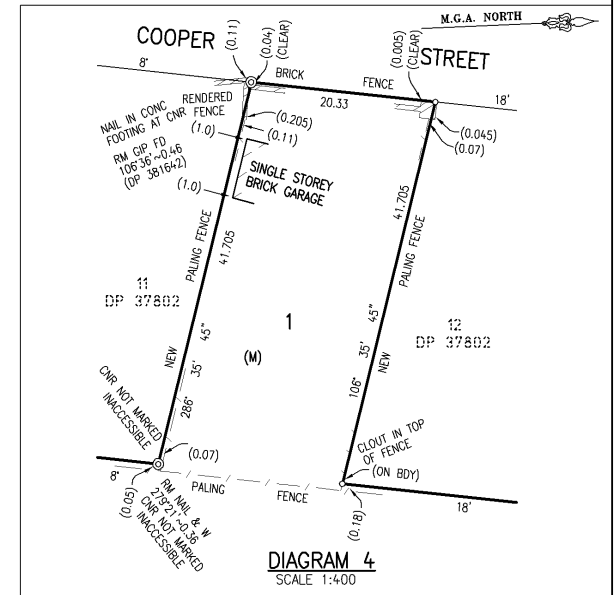 M.G.A. NORTH
COOPER
STREET
(0.11)
(0.04)
(CLEAR)
(0.005)
(CLEAR)
8'
BRICK
FENCE
20.33
18'
NAIL IN CONC
FOOTING AT CNR
RM GIP FD
106°36'~0.46
(DP 381642)
RENDERED
FENCE
(1.0)
(0.205)
(0.11)
(0.045)
(0.07)
(1.0)
SINGLE STOREY
BRICK GARAGE
NEW PALING FENCE
41.705
286° 35' 45"
NEW PALING FENCE
41.705
106° 35' 45"
11
DP 37802
1
(M)
12
DP 37802
CNR NOT MARKED
INACCESSIBLE
(0.07)
CLOUT IN TOP
OF FENCE
(ON BDY)
8'
(0.05)
RM NAIL & W
279°21'~0.36
CNR NOT MARKED
INACCESSIBLE
PALING FENCE
(0.18)
18'
DIAGRAM 4
SCALE 1:400